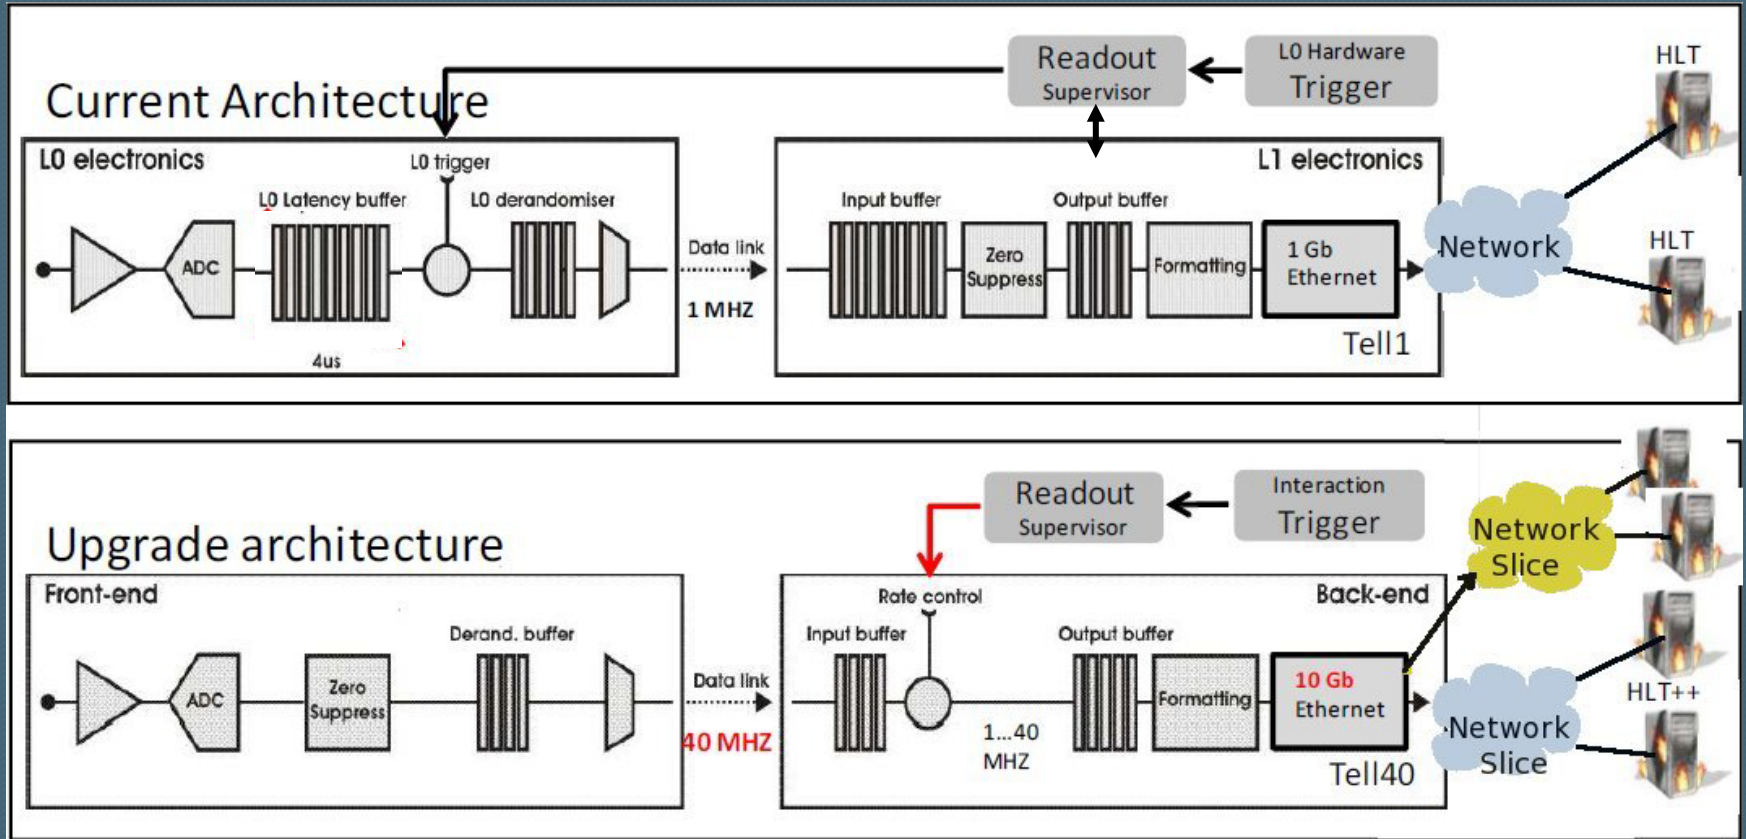 Current Architecture
Readout
Supervisor
L0 Hardware
Trigger
HLT
L0 electronics
L0 trigger
L1 electronics
L0 Latency buffer
L0 derandomiser
Input buffer
Output buffer
ADC
Data link
1 MHZ
Zero
Suppress
Formatting
1 Gb
Ethernet
Network
HLT
4us
Tell1
Upgrade architecture
Readout
Supervisor
Interaction
Trigger
Network
Slice
Front-end
Rate control
Back-end
Derand. buffer
Input buffer
Output buffer
ADC
Zero
Suppress
Data link
40 MHZ
1...40
MHZ
Formatting
10 Gb
Ethernet
HLT++
Network
Slice
Tell40